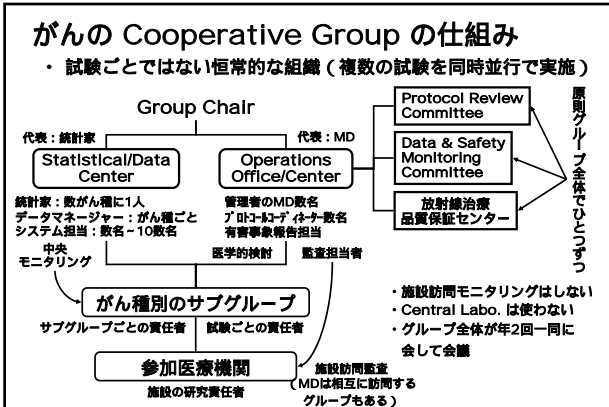 がんの Cooperative Group の仕組み
・ 試験ごとではない恒常的な組織 ( 複数の試験を同時並行で実施 )
Group Chair
代表：統計家
代表：MD
Statistical/Data
Center
Operations
Office/Center
Protocol Review
Committee
Data & Safety
Monitoring
Committee
放射線治療
品質保証センター
原則グループ全体でひとつずつ
統計家：数がん種に1人
データマネージャー：がん種ごと
システム担当：数名～10数名
管理者のMD数名
プロトコールコーディネーター数名
有害事象報告担当
中央
モニタリング
医学的検討
監査担当者
がん種別のサブグループ
サブグループごとの責任者
試験ごとの責任者
参加医療機関
施設の研究責任者
施設訪問監査
( MDは相互に訪問する
グループもある )
・施設訪問モニタリングはしない
・Central Labo. は使わない
・グループ全体が年2回一同に
会して会議